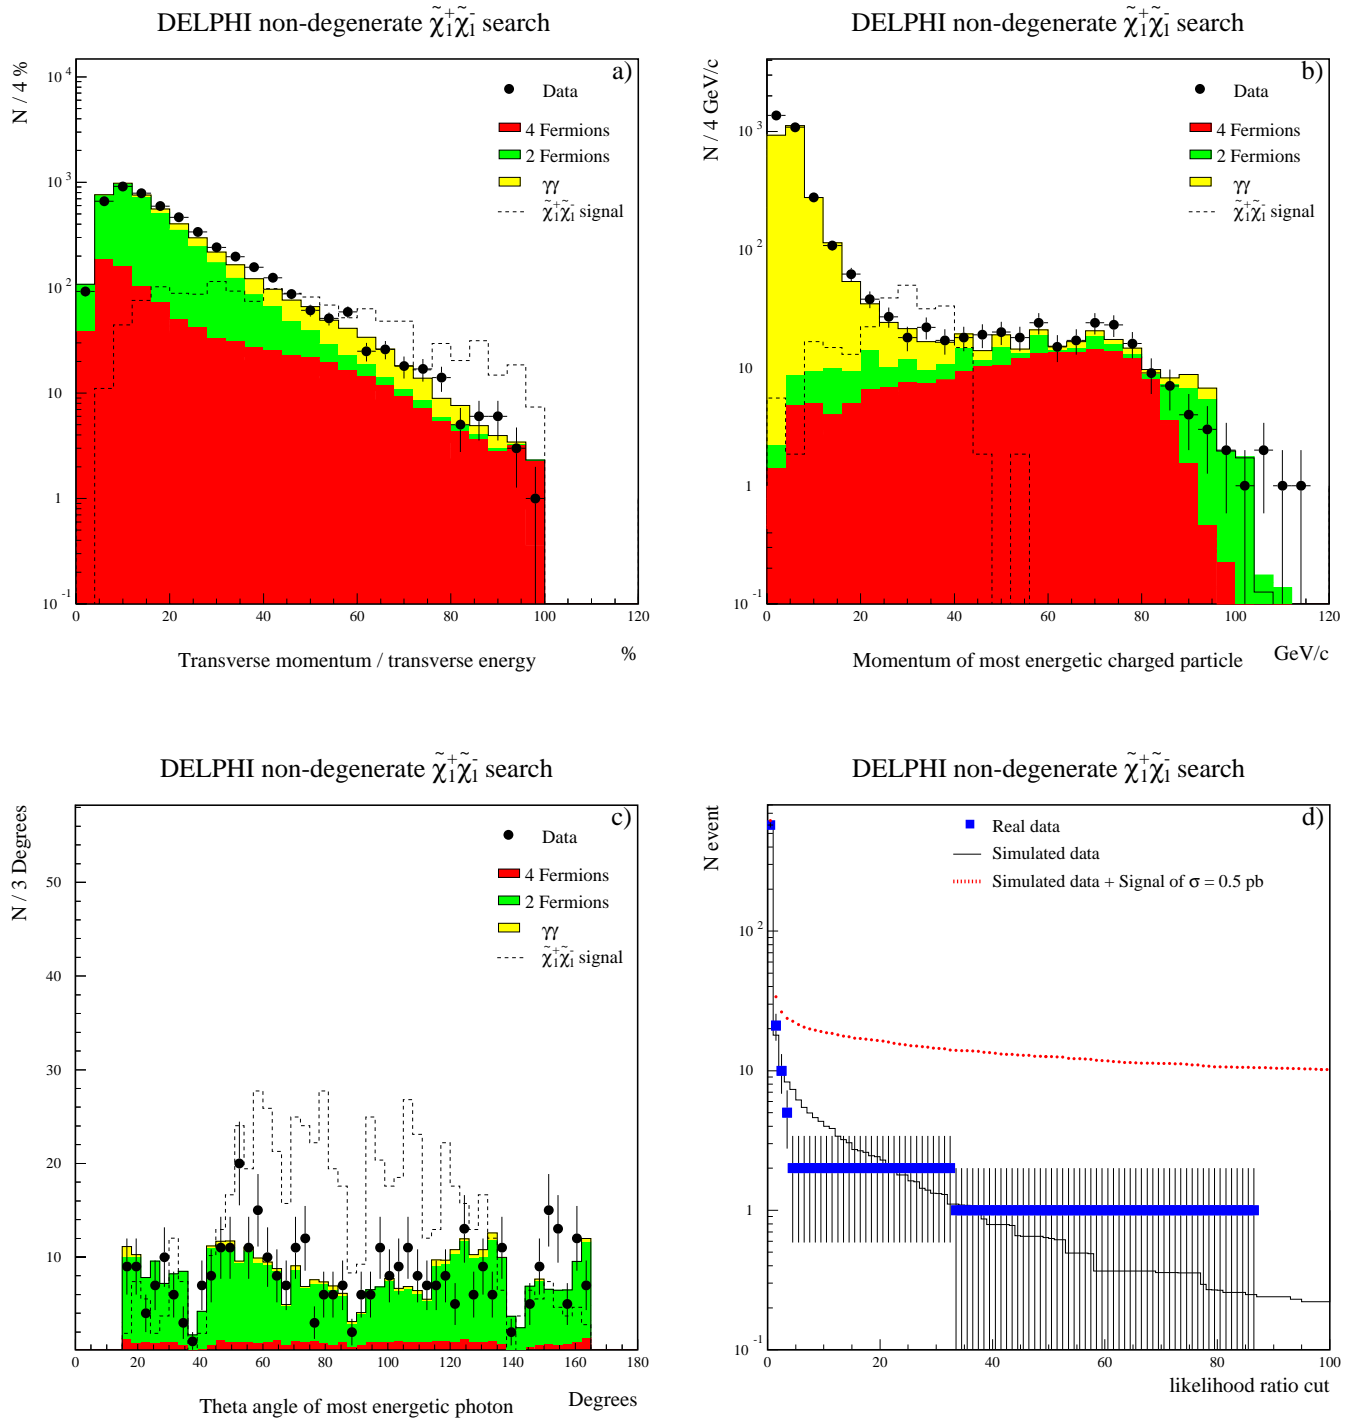 DELPHI non-degenerate χ̃₁⁺χ̃₁⁻ search
a)
N / 4 %
Data
4 Fermions
2 Fermions
γγ
χ̃₁⁺χ̃₁⁻ signal
10⁴
10³
10²
10
1
10⁻¹
0 20 40 60 80 100 120
Transverse momentum / transverse energy %
DELPHI non-degenerate χ̃₁⁺χ̃₁⁻ search
b)
N / 4 GeV/c
Data
4 Fermions
2 Fermions
γγ
χ̃₁⁺χ̃₁⁻ signal
10³
10²
10
1
10⁻¹
0 20 40 60 80 100 120
Momentum of most energetic charged particle GeV/c
DELPHI non-degenerate χ̃₁⁺χ̃₁⁻ search
c)
N / 3 Degrees
Data
4 Fermions
2 Fermions
γγ
χ̃₁⁺χ̃₁⁻ signal
50
40
30
20
10
0 20 40 60 80 100 120 140 160 180
Theta angle of most energetic photon Degrees
DELPHI non-degenerate χ̃₁⁺χ̃₁⁻ search
d)
N event
Real data
Simulated data
Simulated data + Signal of σ = 0.5 pb
10²
10
1
10⁻¹
0 20 40 60 80 100
likelihood ratio cut